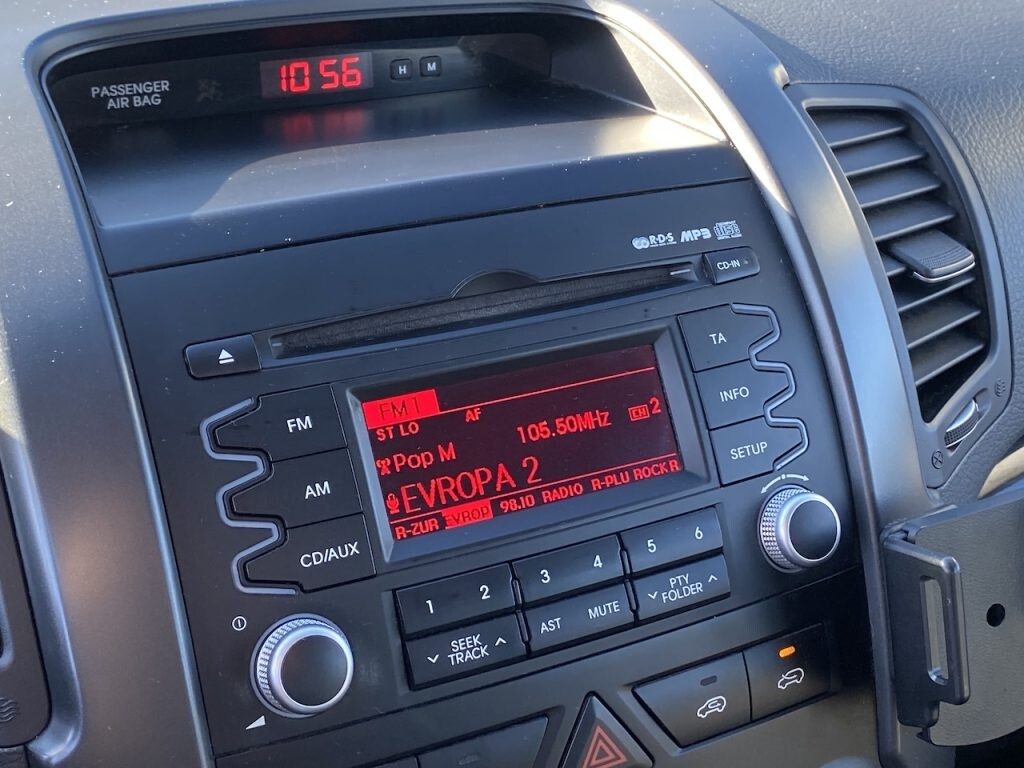 PASSENGER
AIR BAG
10 56
H M
R·D·S MP3 disc
CD-IN
TA
INFO
SETUP
FM
AM
CD/AUX
FM 1
ST LO AF
105.50MHz CH 2
Pop M
EVROPA 2
R-ZUR EVROP 98.10 RADIO R-PLU ROCK R
1 2 3 4 5 6
SEEK
TRACK
AST MUTE
PTY
FOLDER